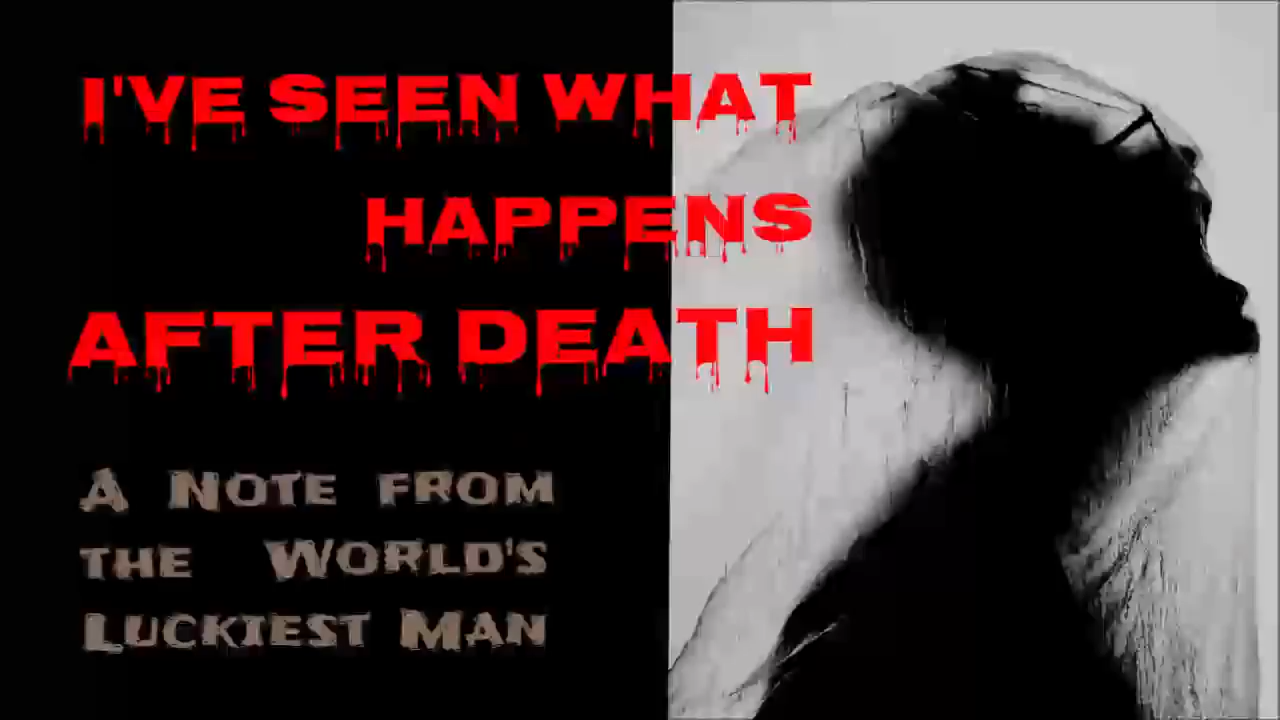 I'VE SEEN WHAT
HAPPENS
AFTER DEATH
A NOTE FROM
THE WORLD'S
LUCKIEST MAN